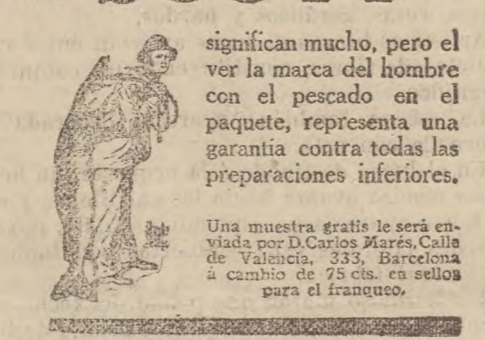 significan mucho, pero el
ver la marca del hombre
con el pescado en el
paquete, representa una
garantía contra todas las
preparaciones inferiores.
Una muestra gratis le será en-
viada por D. Carlos Marés, Calle
de Valencia, 333, Barcelona
á cambio de 75 cts. en sellos
para el franqueo.